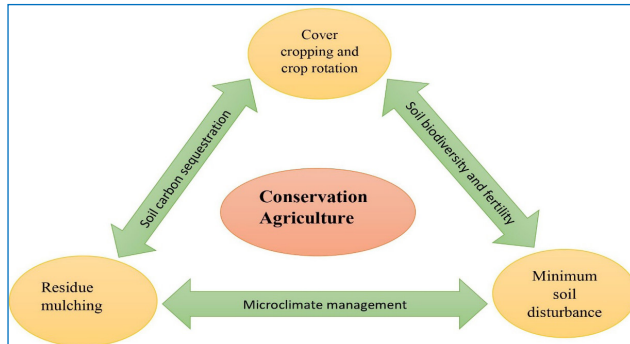 Cover
cropping and
crop rotation
Soil carbon sequestration
Soil biodiversity and fertility
Conservation
Agriculture
Residue
mulching
Microclimate management
Minimum
soil
disturbance